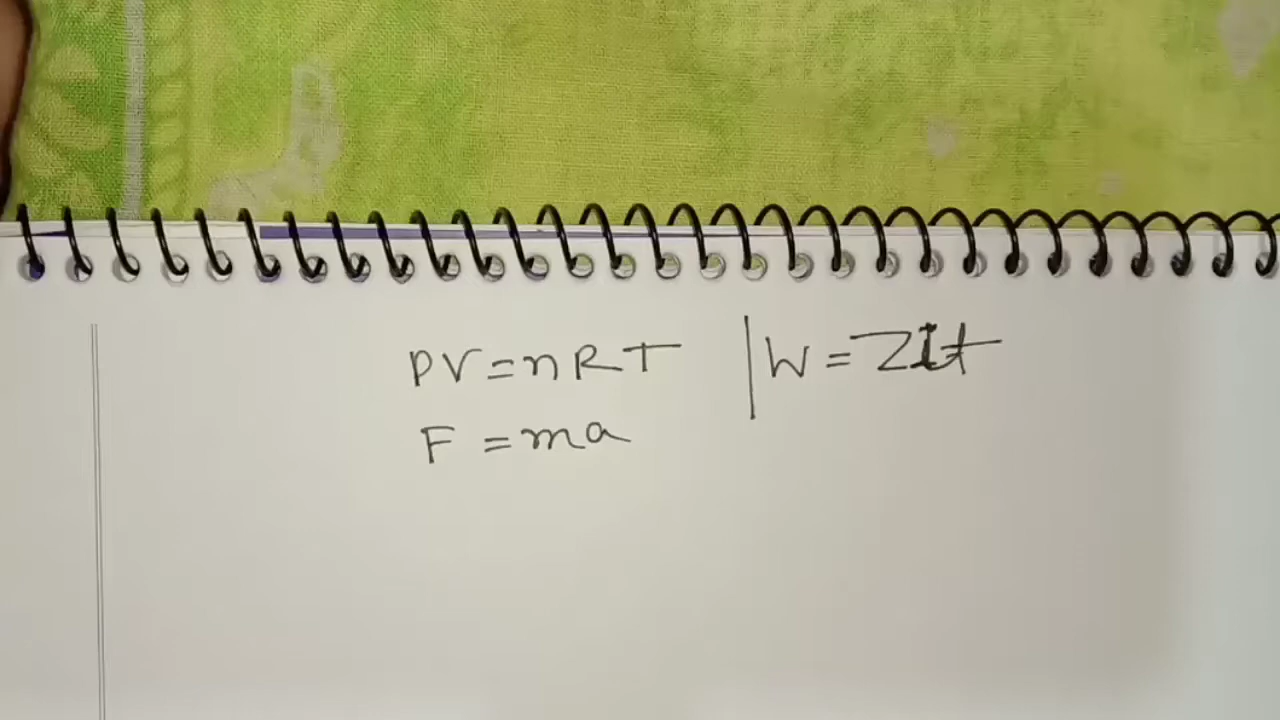 PV = nRT | W = ZIt
F = ma